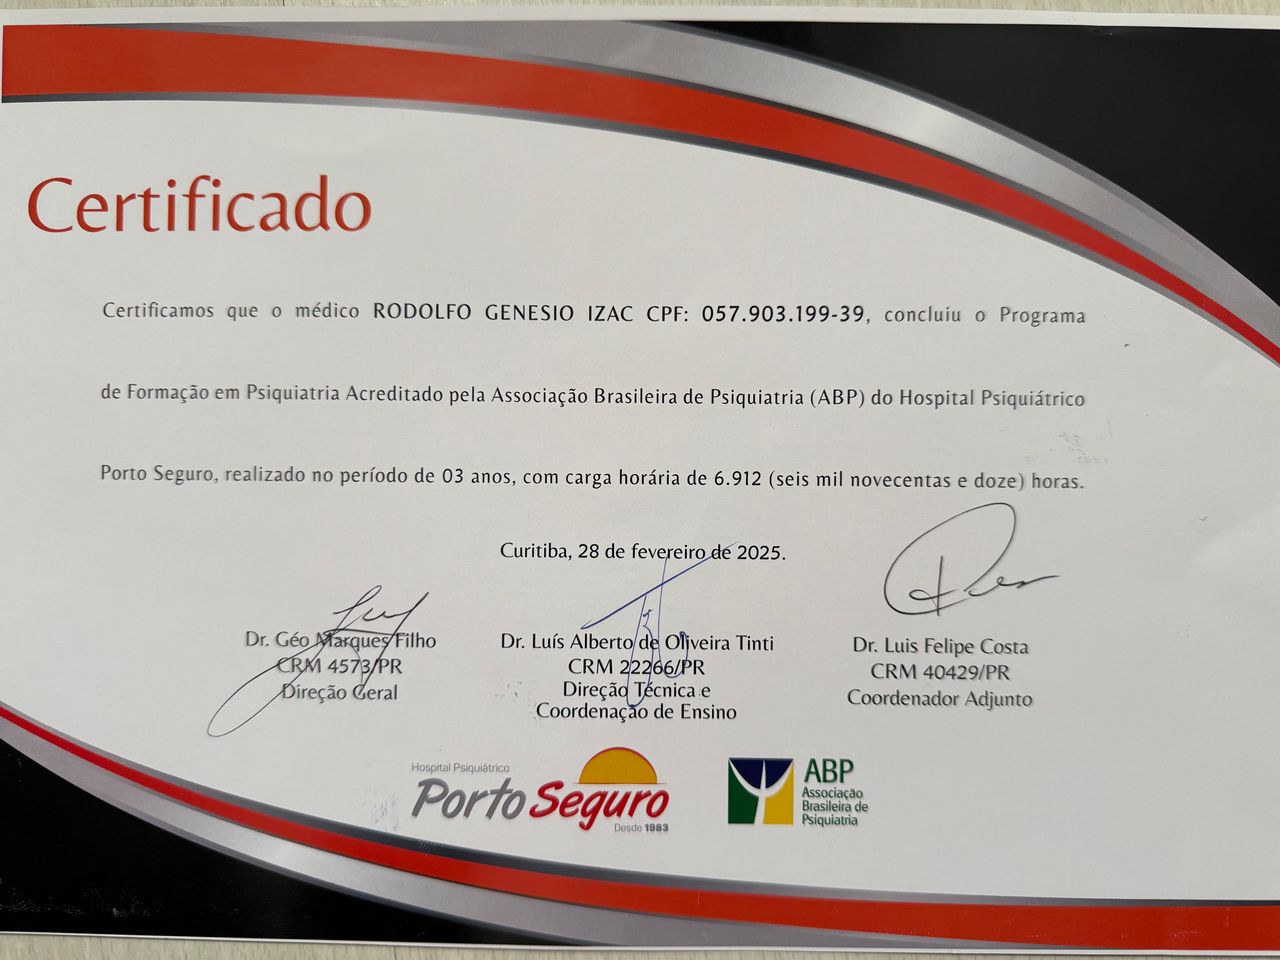 Certificado
Certificamos que o médico RODOLFO GENESIO IZAC CPF: 057.903.199-39, concluiu o Programa
de Formação em Psiquiatria Acreditado pela Associação Brasileira de Psiquiatria (ABP) do Hospital Psiquiátrico
Porto Seguro, realizado no período de 03 anos, com carga horária de 6.912 (seis mil novecentas e doze) horas.
Curitiba, 28 de fevereiro de 2025.
Dr. Géo Marques Filho
CRM 4573/PR
Direção Geral
Dr. Luís Alberto de Oliveira Tinti
CRM 22266/PR
Direção Técnica e
Coordenação de Ensino
Dr. Luis Felipe Costa
CRM 40429/PR
Coordenador Adjunto
Hospital Psiquiátrico
Porto Seguro
Desde 1983
ABP
Associação
Brasileira de
Psiquiatria